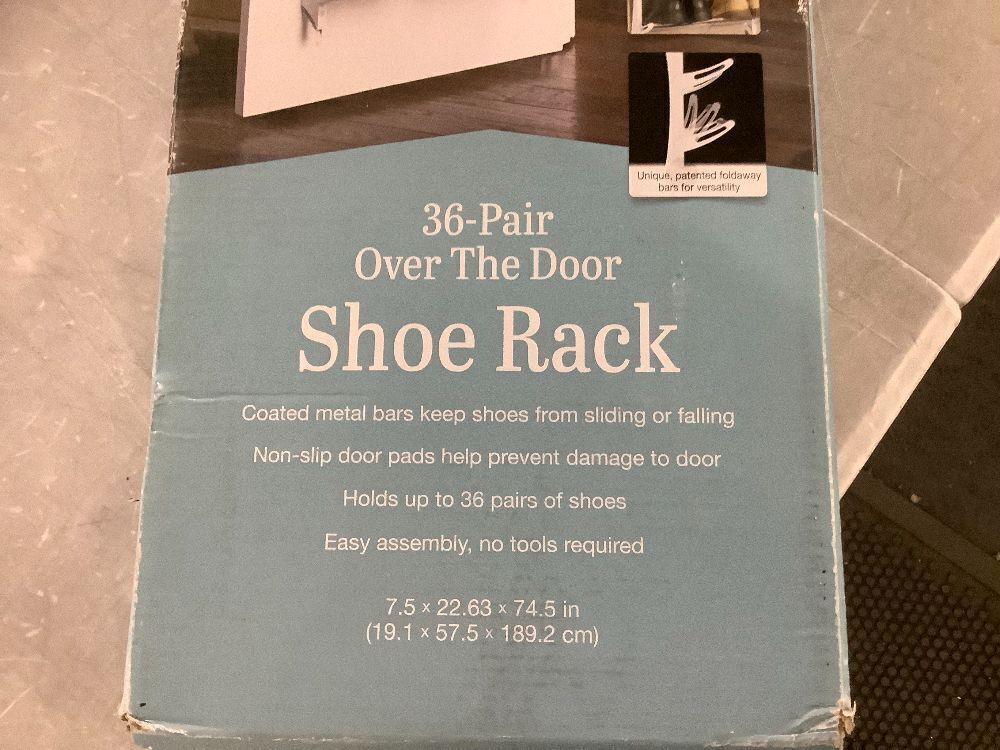 Unique, patented foldaway
bars for versatility
36-Pair
Over The Door
Shoe Rack
Coated metal bars keep shoes from sliding or falling
Non-slip door pads help prevent damage to door
Holds up to 36 pairs of shoes
Easy assembly, no tools required
7.5 × 22.63 × 74.5 in
(19.1 × 57.5 × 189.2 cm)